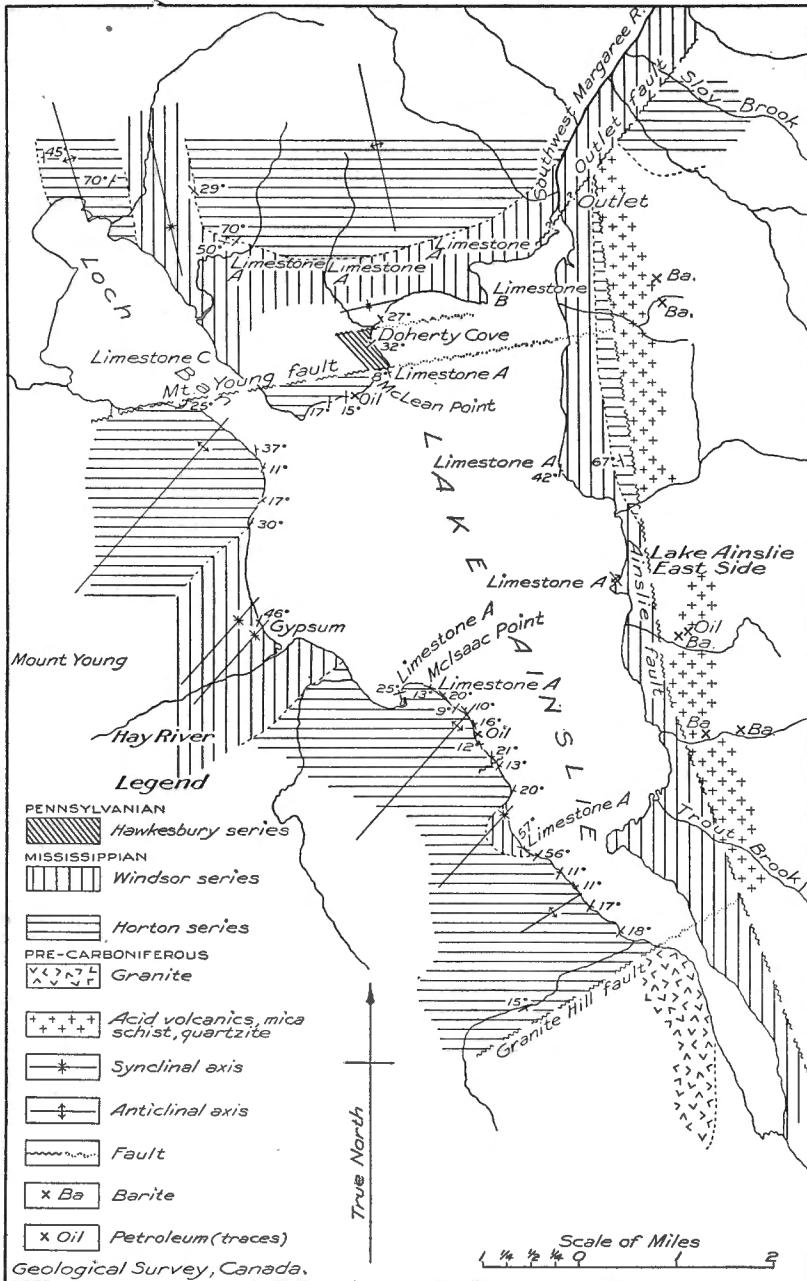 Southwest Margaree R.
Outlet fault
Sloy Brook
Outlet
45°
70°
29°
70°
50°
Limestone A
Limestone A
Limestone A
Limestone A
Limestone B
Ba.
Ba.
27°
Doherty Cove
32°
Loch Ban
Limestone C
Mt. Young fault
8°
Limestone A
McLean Point
Oil
25°
17°
15°
37°
11°
17°
30°
LAKE AINSLIE
Limestone A
42°
67°
Lake Ainslie
East Side
Limestone A
Ainslie fault
Oil
Ba.
Ba
Ba
46°
Gypsum
Mount Young
Hay River
Limestone A
McIsaac Point
25°
13°
Limestone A
20°
9°
10°
16°
Oil
12°
21°
13°
20°
57°
Limestone A
56°
11°
11°
17°
18°
Trout Brook
15°
Granite Hill fault
Legend
PENNSYLVANIAN
Hawkesbury series
MISSISSIPPIAN
Windsor series
Horton series
PRE-CARBONIFEROUS
Granite
Acid volcanics, mica
schist, quartzite
Synclinal axis
Anticlinal axis
Fault
x Ba Barite
x Oil Petroleum (traces)
True North
Scale of Miles
1 ¾ ½ ¼ 0 1 2
Geological Survey, Canada.